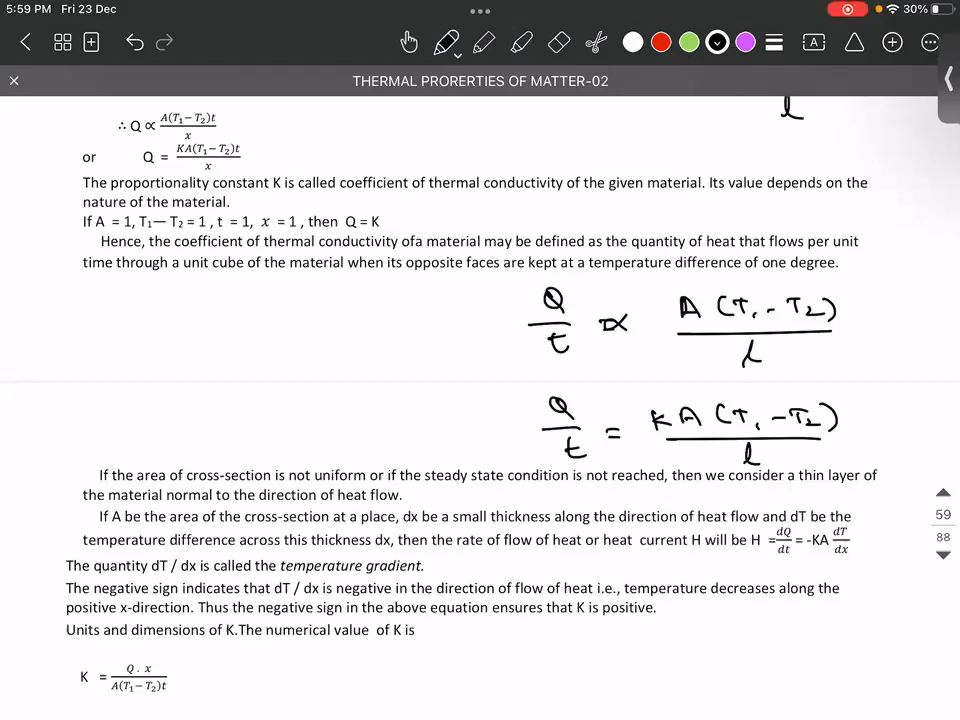 5:59 PM Fri 23 Dec
30%
THERMAL PRORERTIES OF MATTER-02
l
∴ Q ∝ A(T₁− T₂)t / x
or Q = KA(T₁− T₂)t / x
The proportionality constant K is called coefficient of thermal conductivity of the given material. Its value depends on the
nature of the material.
If A = 1, T₁— T₂ = 1 , t = 1, x = 1 , then Q = K
Hence, the coefficient of thermal conductivity ofa material may be defined as the quantity of heat that flows per unit
time through a unit cube of the material when its opposite faces are kept at a temperature difference of one degree.
Q / t ∝ A (T₁ - T₂) / l
Q / t = KA (T₁ - T₂) / l
If the area of cross-section is not uniform or if the steady state condition is not reached, then we consider a thin layer of
the material normal to the direction of heat flow.
If A be the area of the cross-section at a place, dx be a small thickness along the direction of heat flow and dT be the
temperature difference across this thickness dx, then the rate of flow of heat or heat current H will be H = dQ / dt = -KA dT / dx
The quantity dT / dx is called the temperature gradient.
The negative sign indicates that dT / dx is negative in the direction of flow of heat i.e., temperature decreases along the
positive x-direction. Thus the negative sign in the above equation ensures that K is positive.
Units and dimensions of K.The numerical value of K is
K = Q . x / A(T₁− T₂)t
59
88